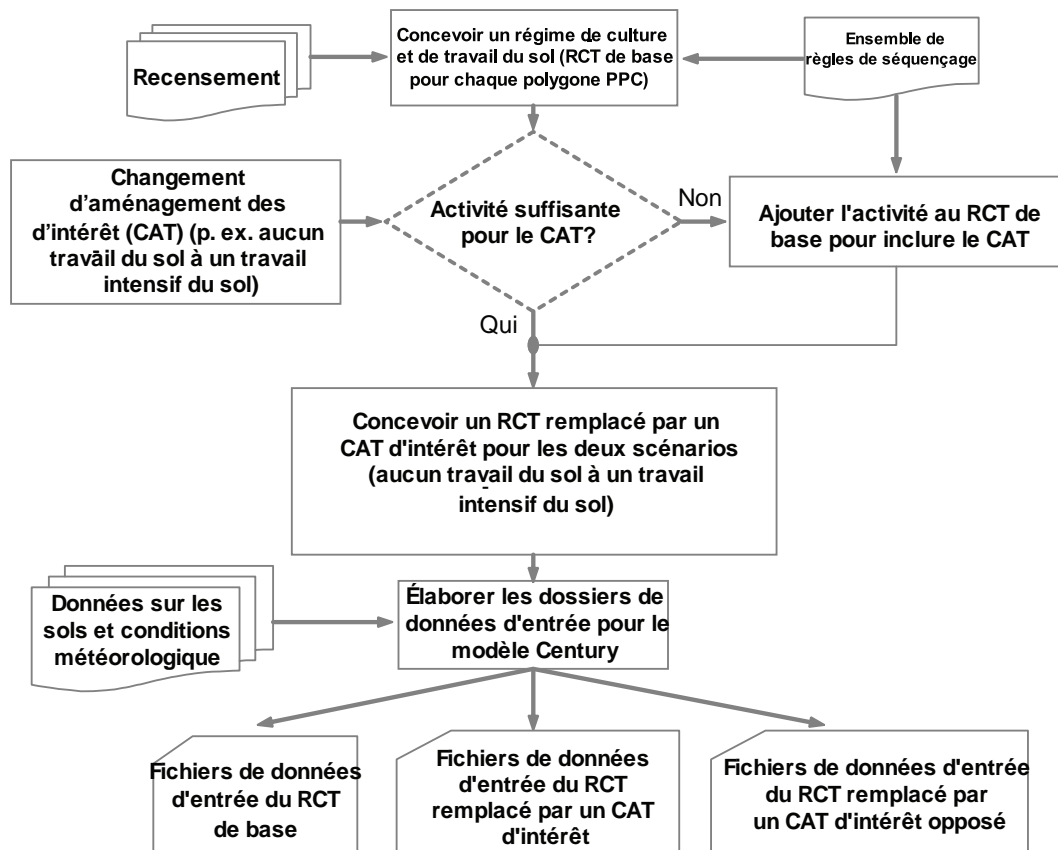 Recensement
Concevoir un régime de culture
et de travail du sol (RCT de base
pour chaque polygone PPC)
Ensemble de
règles de séquençage
Changement
d'aménagement des
d'intérêt (CAT) (p. ex. aucun
travail du sol à un travail
intensif du sol)
Activité suffisante
pour le CAT?
Non
Ajouter l'activité au RCT de
base pour inclure le CAT
Qui
Concevoir un RCT remplacé par un
CAT d'intérêt pour les deux scénarios
(aucun travail du sol à un travail
intensif du sol)
Données sur les
sols et conditions
météorologique
Élaborer les dossiers de
données d'entrée pour le
modèle Century
Fichiers de données
d'entrée du RCT
de base
Fichiers de données
d'entrée du RCT
remplacé par un CAT
d'intérêt
Fichiers de données d'entrée
du RCT remplacé par
un CAT d'intérêt opposé